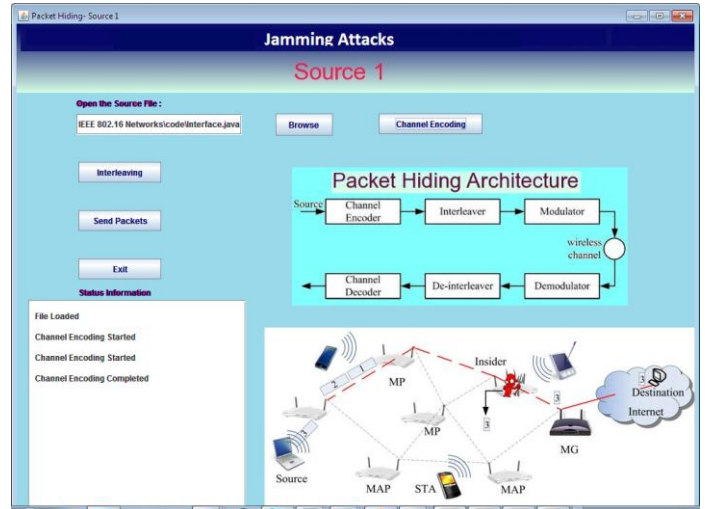 Packet Hiding- Source 1
Jamming Attacks
Source 1
Open the Source File :
IEEE 802.16 Networks\code\Interface.java
Browse
Channel Encoding
Interleaving
Send Packets
Exit
Status Information
File Loaded
Channel Encoding Started
Channel Encoding Started
Channel Encoding Completed
Packet Hiding Architecture
Source
Channel Encoder
Interleaver
Modulator
wireless channel
Channel Decoder
De-interleaver
Demodulator
Insider
MP
1
2
3
3
3
3
Destination
Internet
MP
MG
Source
MAP
STA
MAP